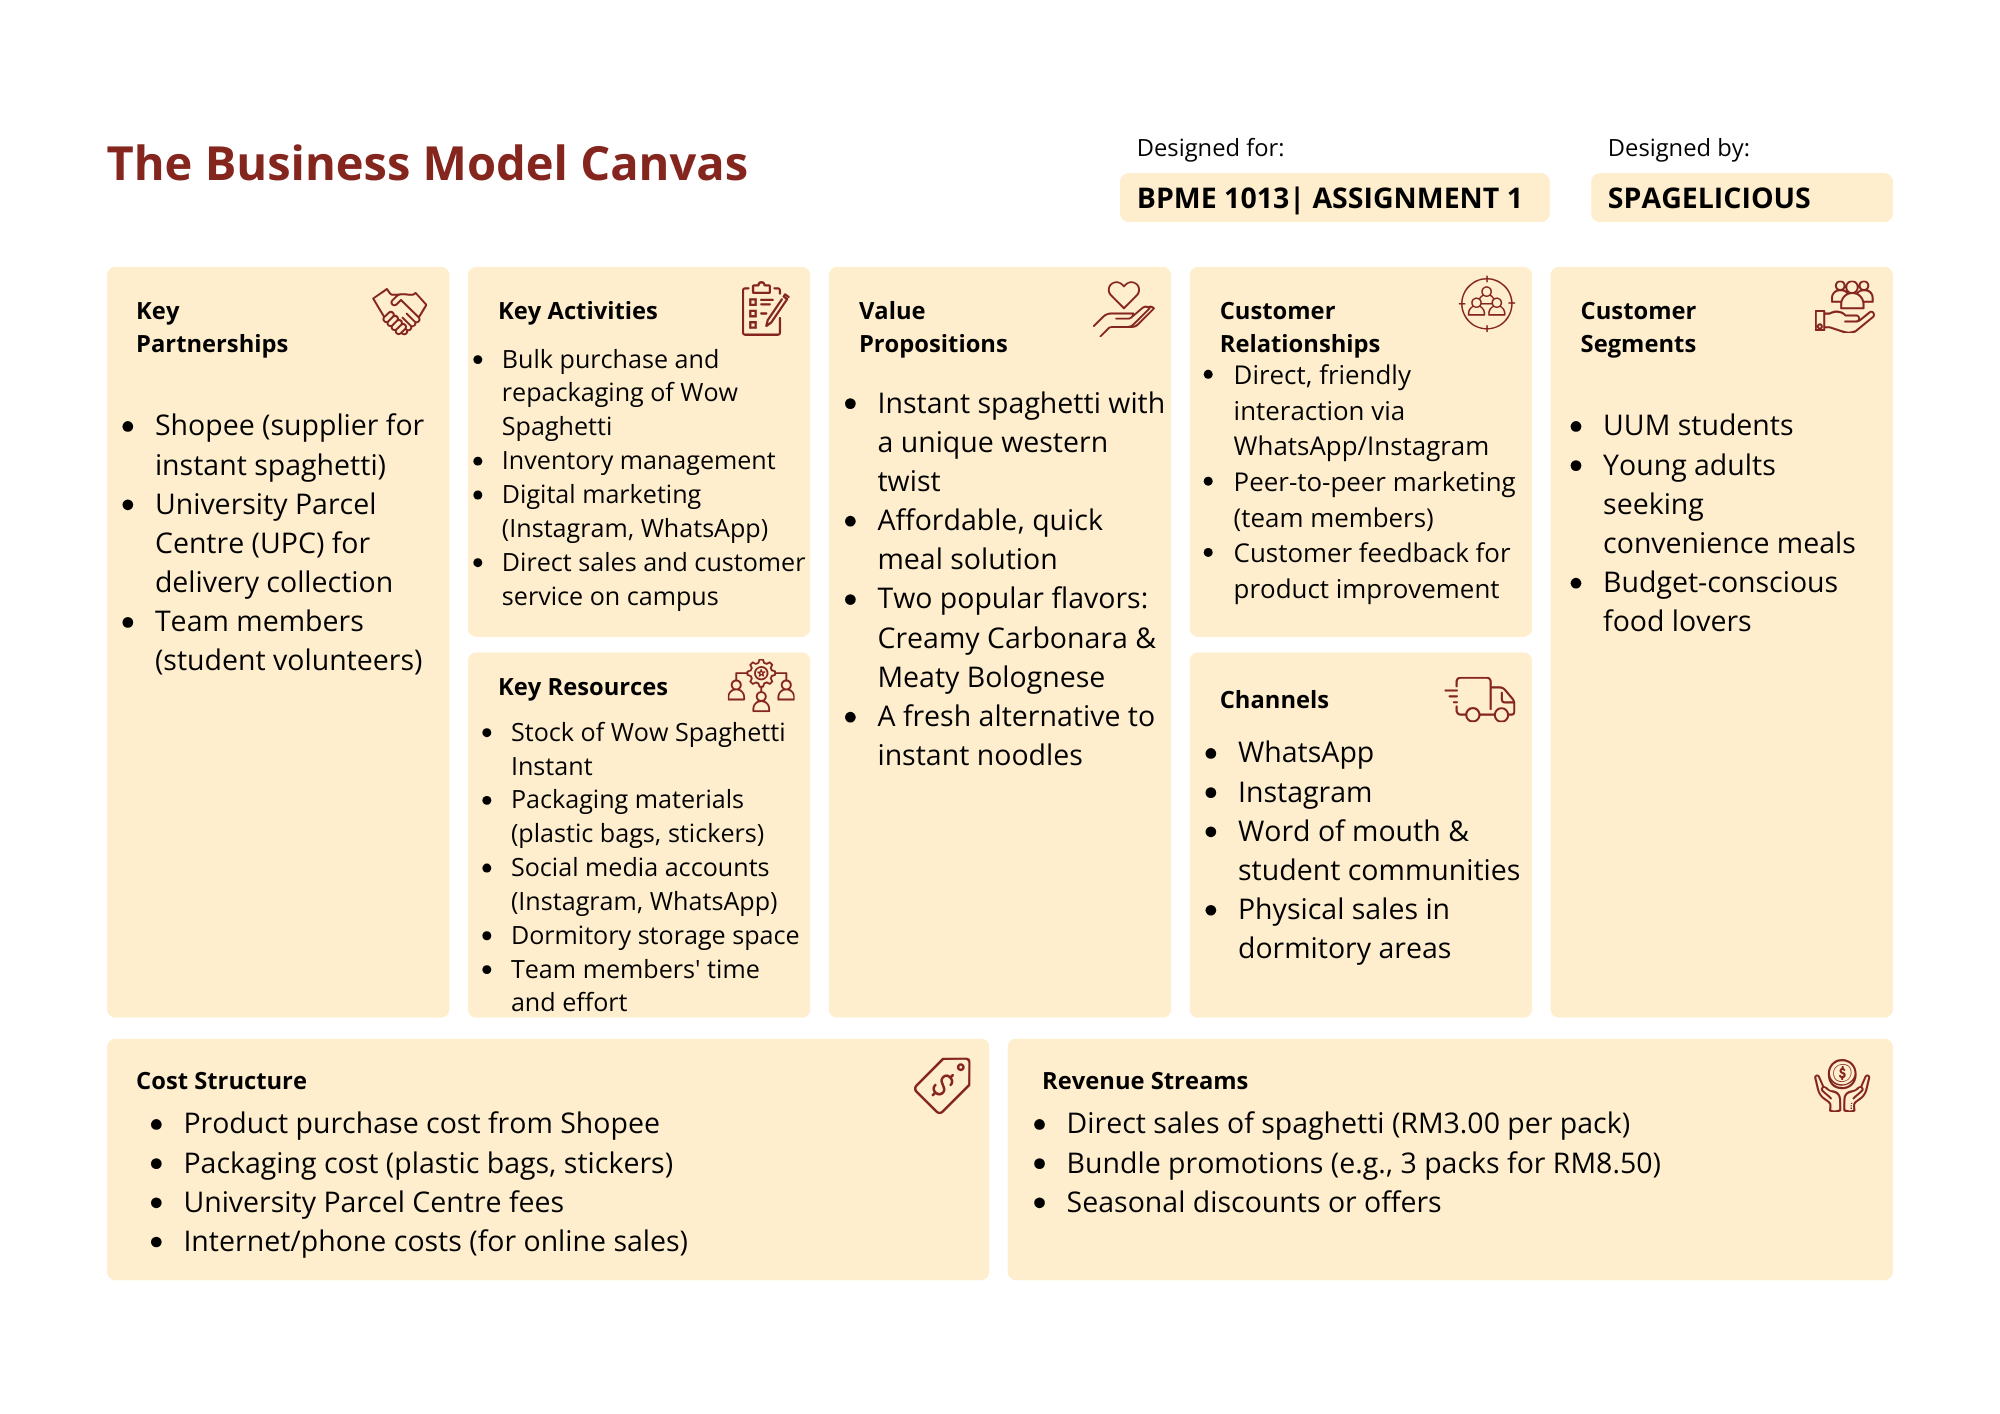 The Business Model Canvas
Designed for:
BPME 1013| ASSIGNMENT 1
Designed by:
SPAGELICIOUS
Key
Partnerships
• Shopee (supplier for
instant spaghetti)
• University Parcel
Centre (UPC) for
delivery collection
• Team members
(student volunteers)
Key Activities
• Bulk purchase and
repackaging of Wow
Spaghetti
• Inventory management
• Digital marketing
(Instagram, WhatsApp)
• Direct sales and customer
service on campus
Key Resources
• Stock of Wow Spaghetti
Instant
• Packaging materials
(plastic bags, stickers)
• Social media accounts
(Instagram, WhatsApp)
• Dormitory storage space
• Team members' time
and effort
Value
Propositions
• Instant spaghetti with
a unique western
twist
• Affordable, quick
meal solution
• Two popular flavors:
Creamy Carbonara &
Meaty Bolognese
• A fresh alternative to
instant noodles
Customer
Relationships
• Direct, friendly
interaction via
WhatsApp/Instagram
• Peer-to-peer marketing
(team members)
• Customer feedback for
product improvement
Channels
• WhatsApp
• Instagram
• Word of mouth &
student communities
• Physical sales in
dormitory areas
Customer
Segments
• UUM students
• Young adults
seeking
convenience meals
• Budget-conscious
food lovers
Cost Structure
• Product purchase cost from Shopee
• Packaging cost (plastic bags, stickers)
• University Parcel Centre fees
• Internet/phone costs (for online sales)
Revenue Streams
• Direct sales of spaghetti (RM3.00 per pack)
• Bundle promotions (e.g., 3 packs for RM8.50)
• Seasonal discounts or offers